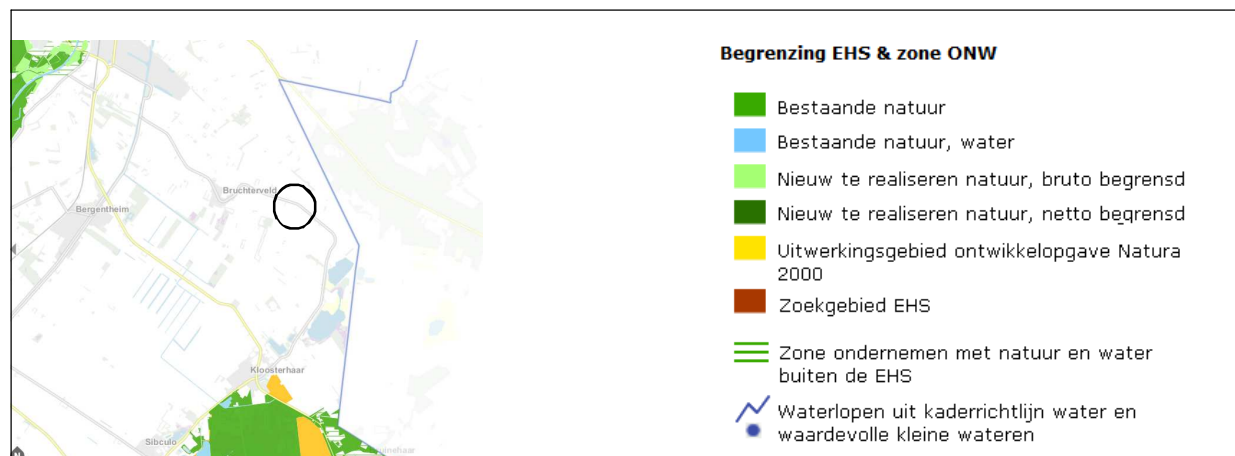 Begrenzing EHS & zone ONW
Bestaande natuur
Bestaande natuur, water
Nieuw te realiseren natuur, bruto begrensd
Nieuw te realiseren natuur, netto begrensd
Uitwerkingsgebied ontwikkelopgave Natura
2000
Zoekgebied EHS
Zone ondernemen met natuur en water
buiten de EHS
Waterlopen uit kaderrichtlijn water en
waardevolle kleine wateren
Bruchterveld
Bergentheim
Kloosterhaar
Sibculo